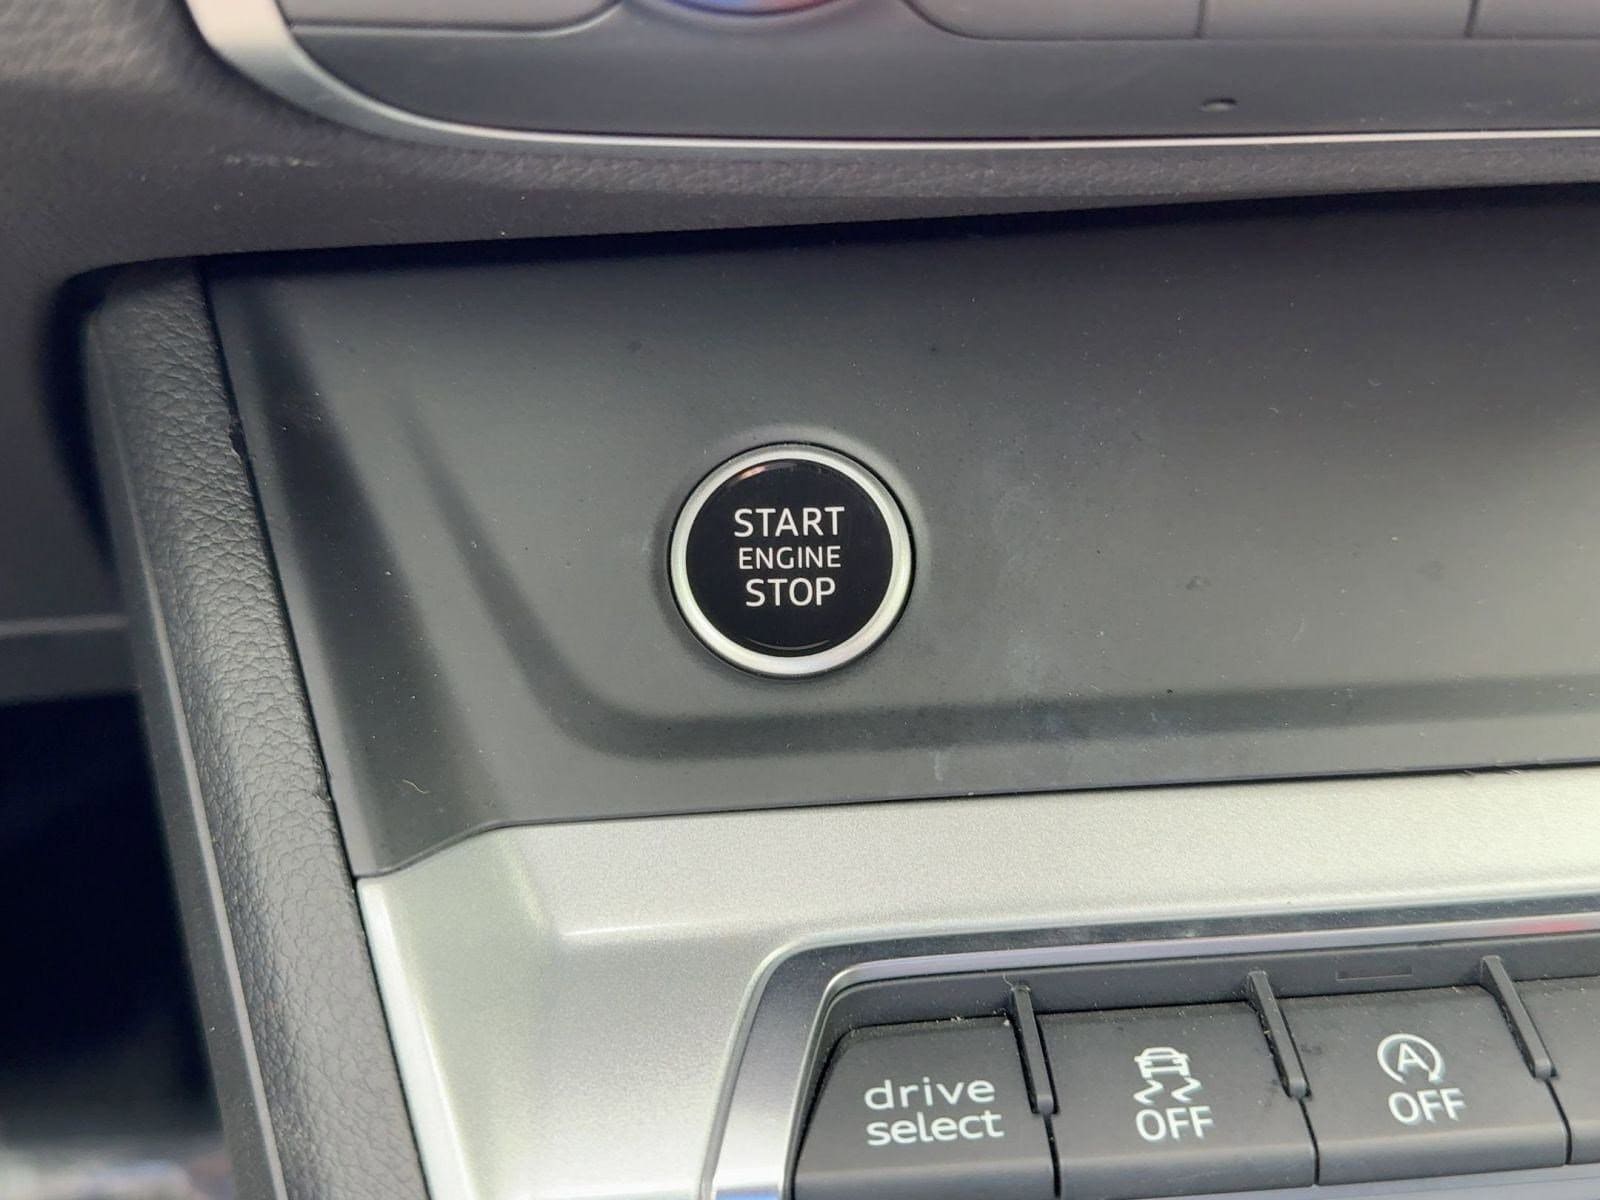 START
ENGINE
STOP
drive
select
OFF
A
OFF